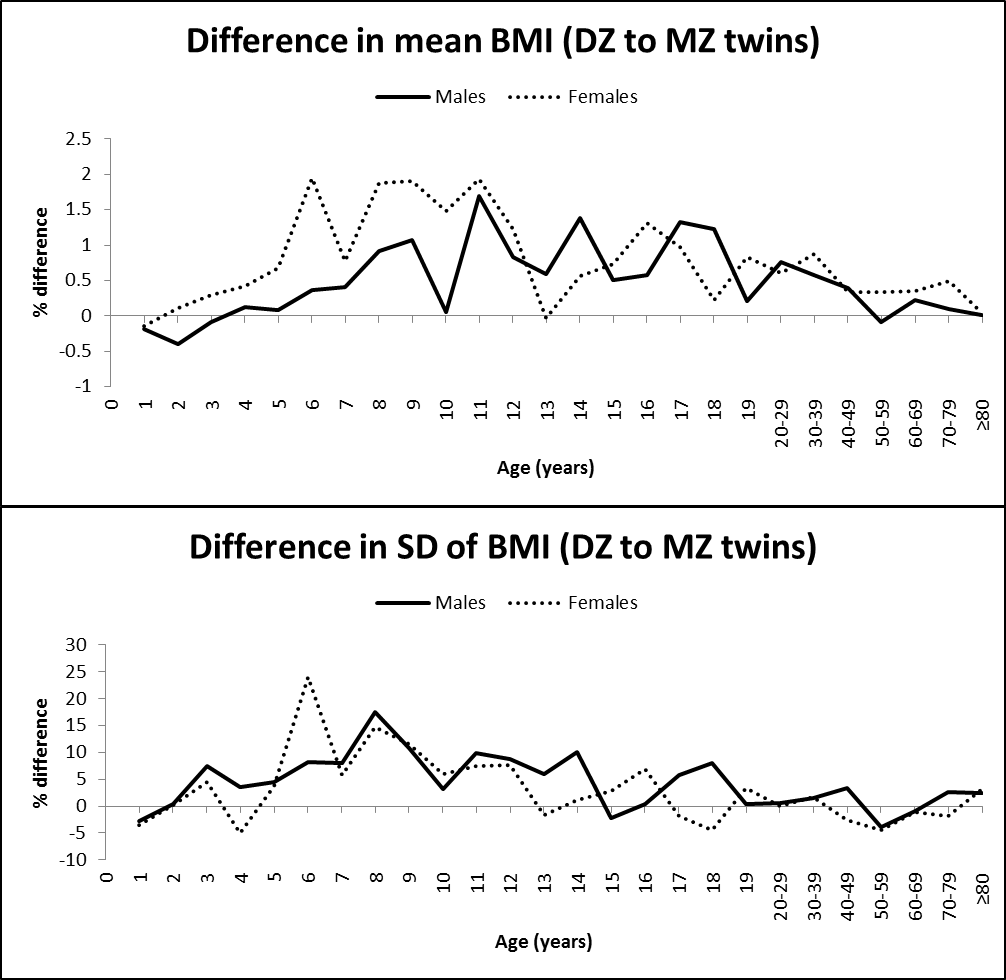 Difference in mean BMI (DZ to MZ twins)
Males Females
2.5
2
1.5
1
0.5
0
-0.5
-1
% difference
0 1 2 3 4 5 6 7 8 9 10 11 12 13 14 15 16 17 18 19 20-29 30-39 40-49 50-59 60-69 70-79 ≥80
Age (years)
Difference in SD of BMI (DZ to MZ twins)
Males Females
30
25
20
15
10
5
0
-5
-10
% difference
0 1 2 3 4 5 6 7 8 9 10 11 12 13 14 15 16 17 18 19 20-29 30-39 40-49 50-59 60-69 70-79 ≥80
Age (years)